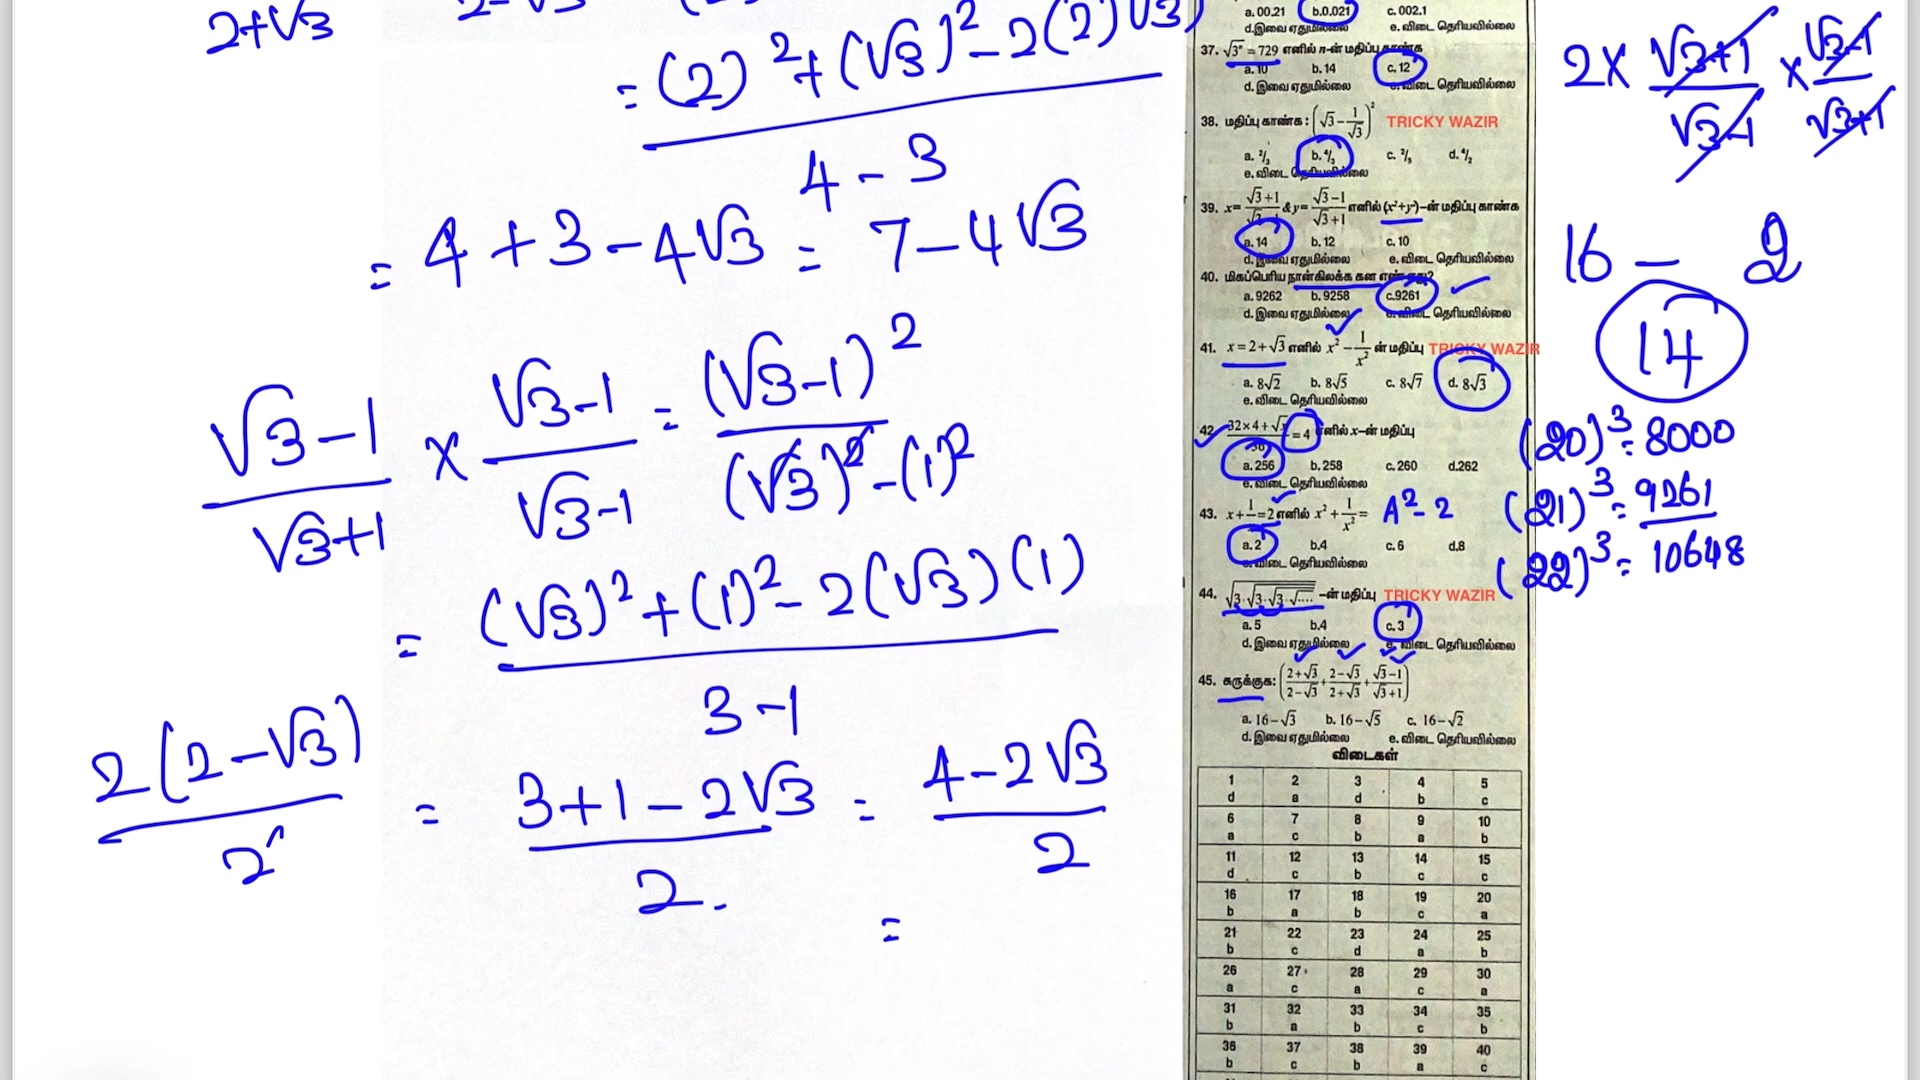 2+√3
= (2)² + (√3)² - 2(2)√3
4 - 3
= 4 + 3 - 4√3 = 7 - 4√3
√3-1 / √3+1 × √3-1 / √3-1 = (√3-1)² / (√3)² - (1)²
= (√3)² + (1)² - 2(√3)(1)
3-1
2(2-√3) / 2 = 3+1-2√3 / 2. = 4-2√3 / 2
=
a. 00.21 b.0.021 c. 002.1
d.இவை ஏதுமில்லை e. விடை தெரியவில்லை
37. √3ⁿ = 729 எனில் n-ன் மதிப்பு காண்க
a. 10 b. 14 c. 12
d. இவை ஏதுமில்லை e. விடை தெரியவில்லை
38. மதிப்பு காண்க : (√3 - 1/√3)² TRICKY WAZIR
a. ²/₃ b. ⁴/₃ c. ²/₅ d. ⁴/₂
e. விடை தெரியவில்லை
39. x= √3+1 / √3-1 & y= √3-1 / √3+1 எனில் (x²+y²)-ன் மதிப்பு காண்க
a. 14 b. 12 c. 10
d. இவை ஏதுமில்லை e. விடை தெரியவில்லை
40. மிகப்பெரிய நான்கிலக்க கன எண் எது?
a. 9262 b. 9258 c.9261
d. இவை ஏதுமில்லை e. விடை தெரியவில்லை
41. x = 2+√3 எனில் x² - 1/x² ன் மதிப்பு TRICKY WAZIR
a. 8√2 b. 8√5 c. 8√7 d. 8√3
e. விடை தெரியவில்லை
42. 32×4+√x / 36 = 4 எனில் x-ன் மதிப்பு
a. 256 b. 258 c. 260 d.262
e. விடை தெரியவில்லை
43. x + 1/x = 2 எனில் x² + 1/x² = A²-2
a. 2 b.4 c. 6 d.8
e. விடை தெரியவில்லை
44. √3.√3.√3.√.... -ன் மதிப்பு TRICKY WAZIR
a. 5 b.4 c. 3
d. இவை ஏதுமில்லை e. விடை தெரியவில்லை
45. சுருக்குக: (2+√3 / 2-√3 + 2-√3 / 2+√3 + √3-1 / √3+1)
a. 16-√3 b. 16-√5 c. 16-√2
d. இவை ஏதுமில்லை e. விடை தெரியவில்லை
விடைகள்
1 2 3 4 5
d a d b c
6 7 8 9 10
a c b a b
11 12 13 14 15
d c b c c
16 17 18 19 20
b a b c a
21 22 23 24 25
b c d a b
26 27 28 29 30
a c a c a
31 32 33 34 35
b a b c b
36 37 38 39 40
b c b a c
2 × √3+1 / √3-1 × √3-1 / √3+1
16 - 2
14
(20)³ = 8000
(21)³ = 9261
(22)³ = 10648